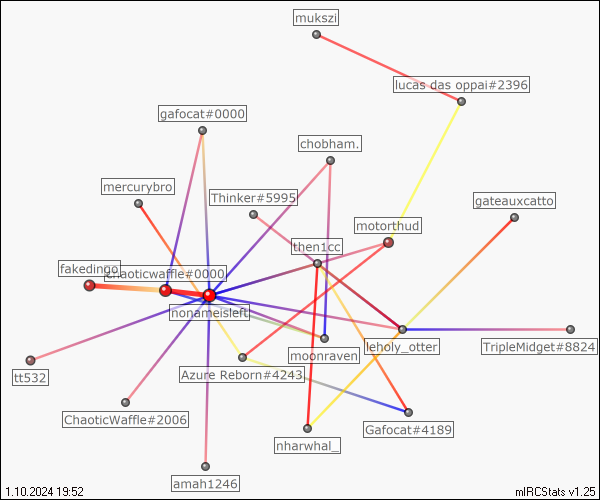 mukszi
lucas das oppai#2396
gafocat#0000
chobham.
mercurybro
Thinker#5995
gateauxcatto
motorthud
then1cc
fakedingo
Chaoticwaffle#0000
nonameisleft
leholy_otter
TripleMidget#8824
moonraven
tt532
Azure Reborn#4243
ChaoticWaffle#2006
Gafocat#4189
nharwhal_
amah1246
1.10.2024 19:52
mIRCStats v1.25